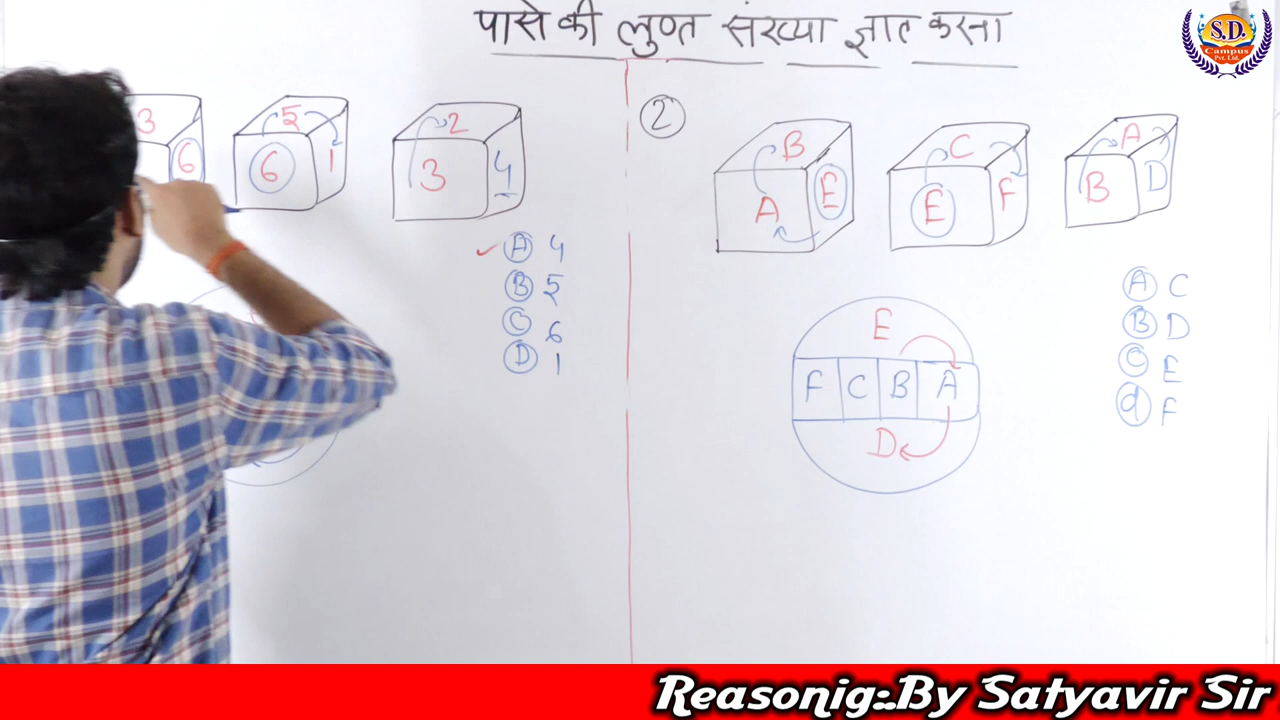 पासे की लुप्त संख्या ज्ञात करना
S.D.
Campus
Pvt. Ltd.
3
6
5
6
1
2
3
4
A 4
B 5
C 6
D 1
2
B
A
E
C
E
F
A
B
D
E
F C B A
D
A C
B D
C E
d F
Reasonig:.By Satyavir Sir